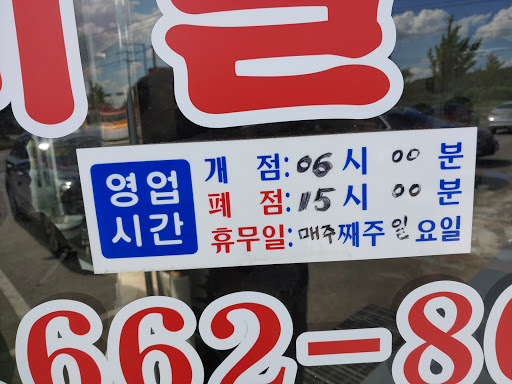 영업
시간
개 점: 06 시 00 분
폐 점: 15 시 00 분
휴무일: 매주째주 일 요일
662-8